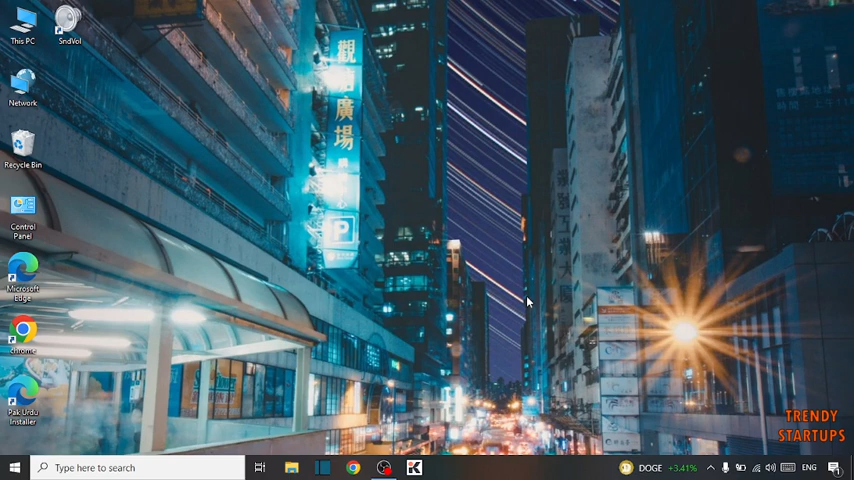 This PC
SndVol
Network
Recycle Bin
Control
Panel
Microsoft
Edge
chrome
Pak Urdu
Installer
觀
廣
場
P
TRENDY
STARTUPS
Type here to search
DOGE +3.41%
ENG